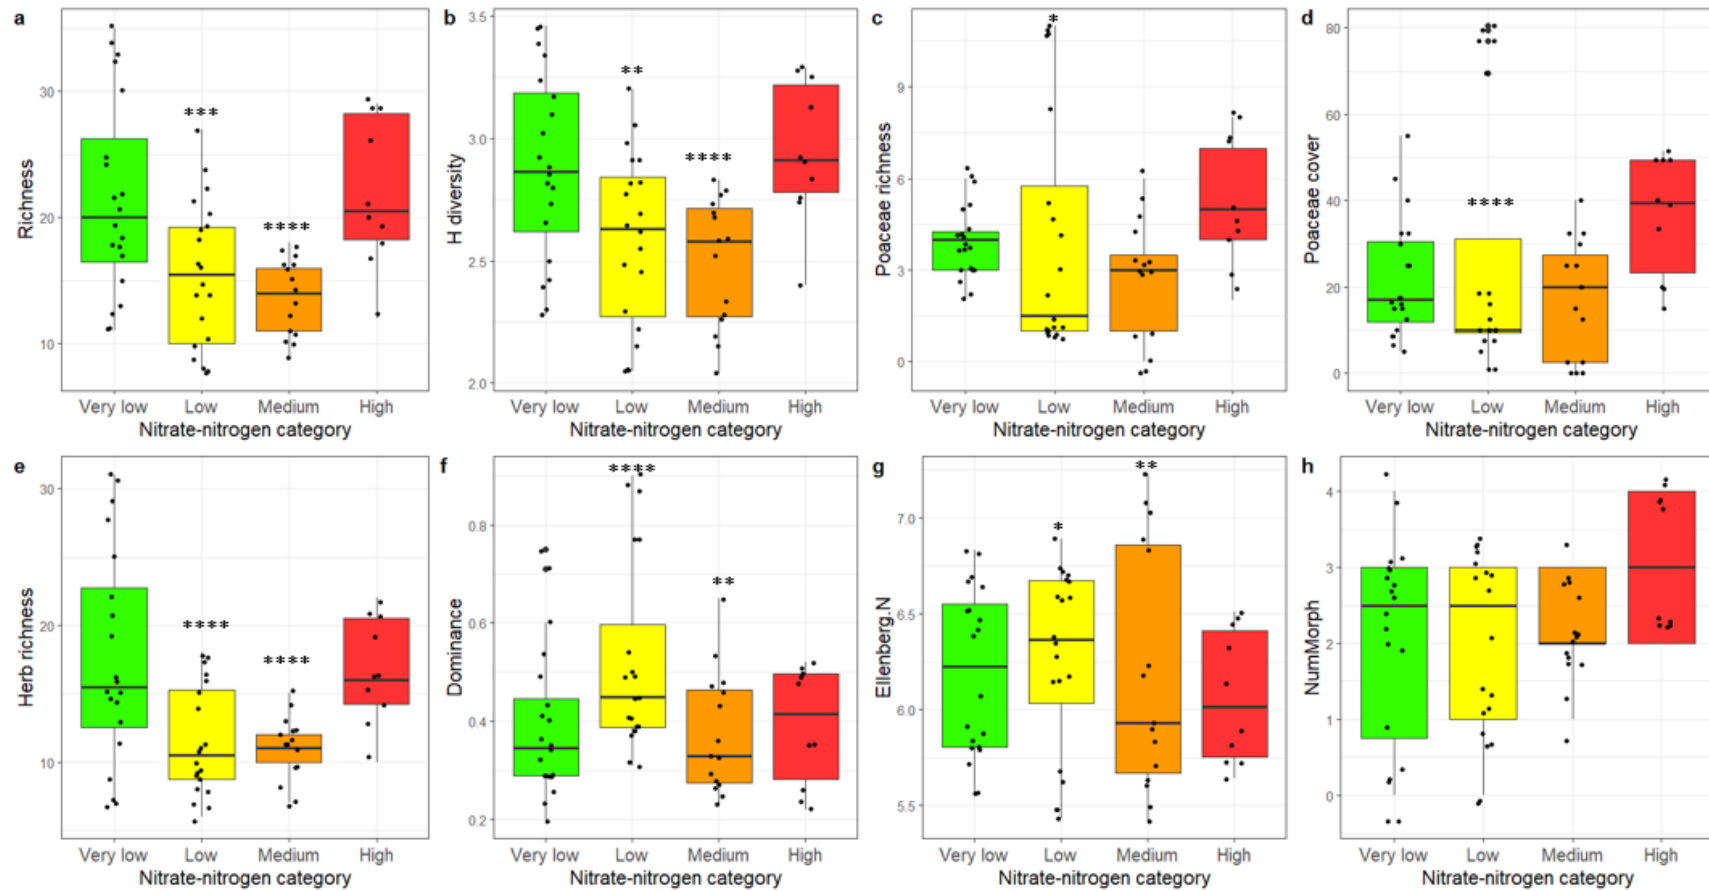 a
Richness
30
20
10
***
****
Very low Low Medium High
Nitrate-nitrogen category
b
H diversity
3.5
3.0
2.5
2.0
**
****
Very low Low Medium High
Nitrate-nitrogen category
c
Poaceae richness
9
6
3
0
*
Very low Low Medium High
Nitrate-nitrogen category
d
Poaceae cover
80
60
40
20
0
****
Very low Low Medium High
Nitrate-nitrogen category
e
Herb richness
30
20
10
****
****
Very low Low Medium High
Nitrate-nitrogen category
f
Dominance
0.8
0.6
0.4
0.2
****
**
Very low Low Medium High
Nitrate-nitrogen category
g
Ellenberg.N
7.0
6.5
6.0
5.5
*
**
Very low Low Medium High
Nitrate-nitrogen category
h
NumMorph
4
3
2
1
0
Very low Low Medium High
Nitrate-nitrogen category